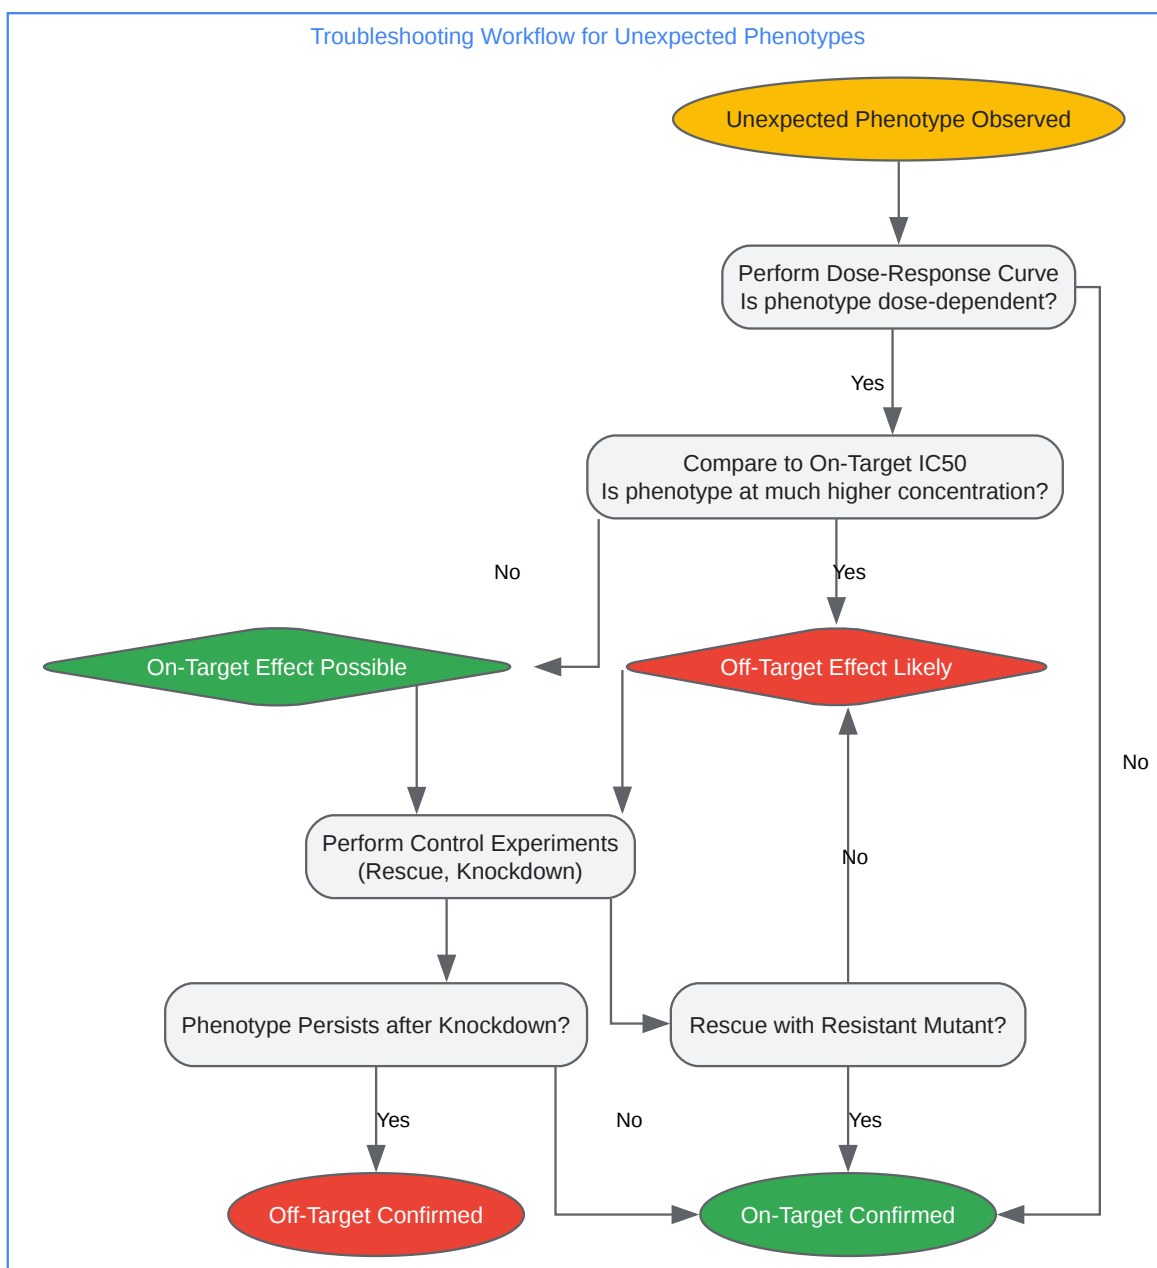 Troubleshooting Workflow for Unexpected Phenotypes
Unexpected Phenotype Observed
Perform Dose-Response Curve
Is phenotype dose-dependent?
Yes
Compare to On-Target IC50
Is phenotype at much higher concentration?
No
Yes
On-Target Effect Possible
Off-Target Effect Likely
No
Perform Control Experiments
(Rescue, Knockdown)
No
Phenotype Persists after Knockdown?
Rescue with Resistant Mutant?
Yes
No
Yes
Off-Target Confirmed
On-Target Confirmed